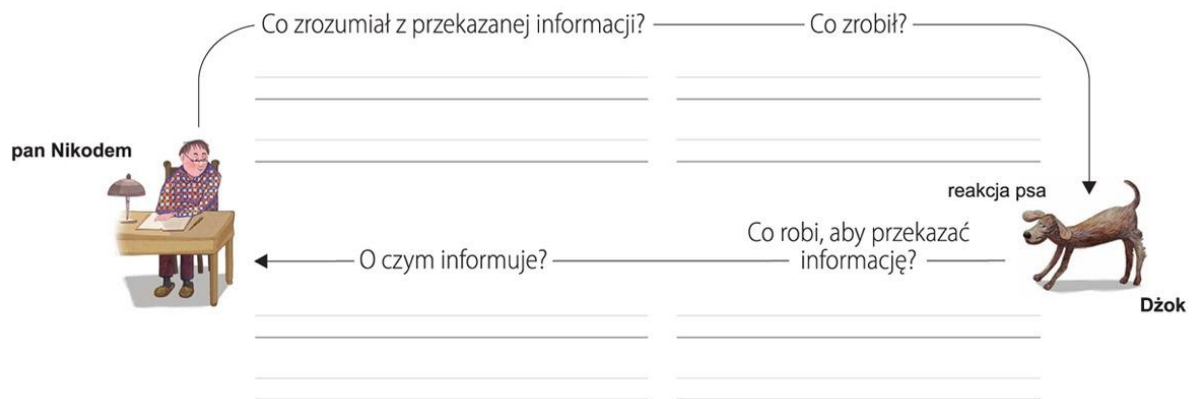 Co zrozumiał z przekazanej informacji?
Co zrobił?
pan Nikodem
reakcja psa
Co robi, aby przekazać
informację?
O czym informuje?
Dżok